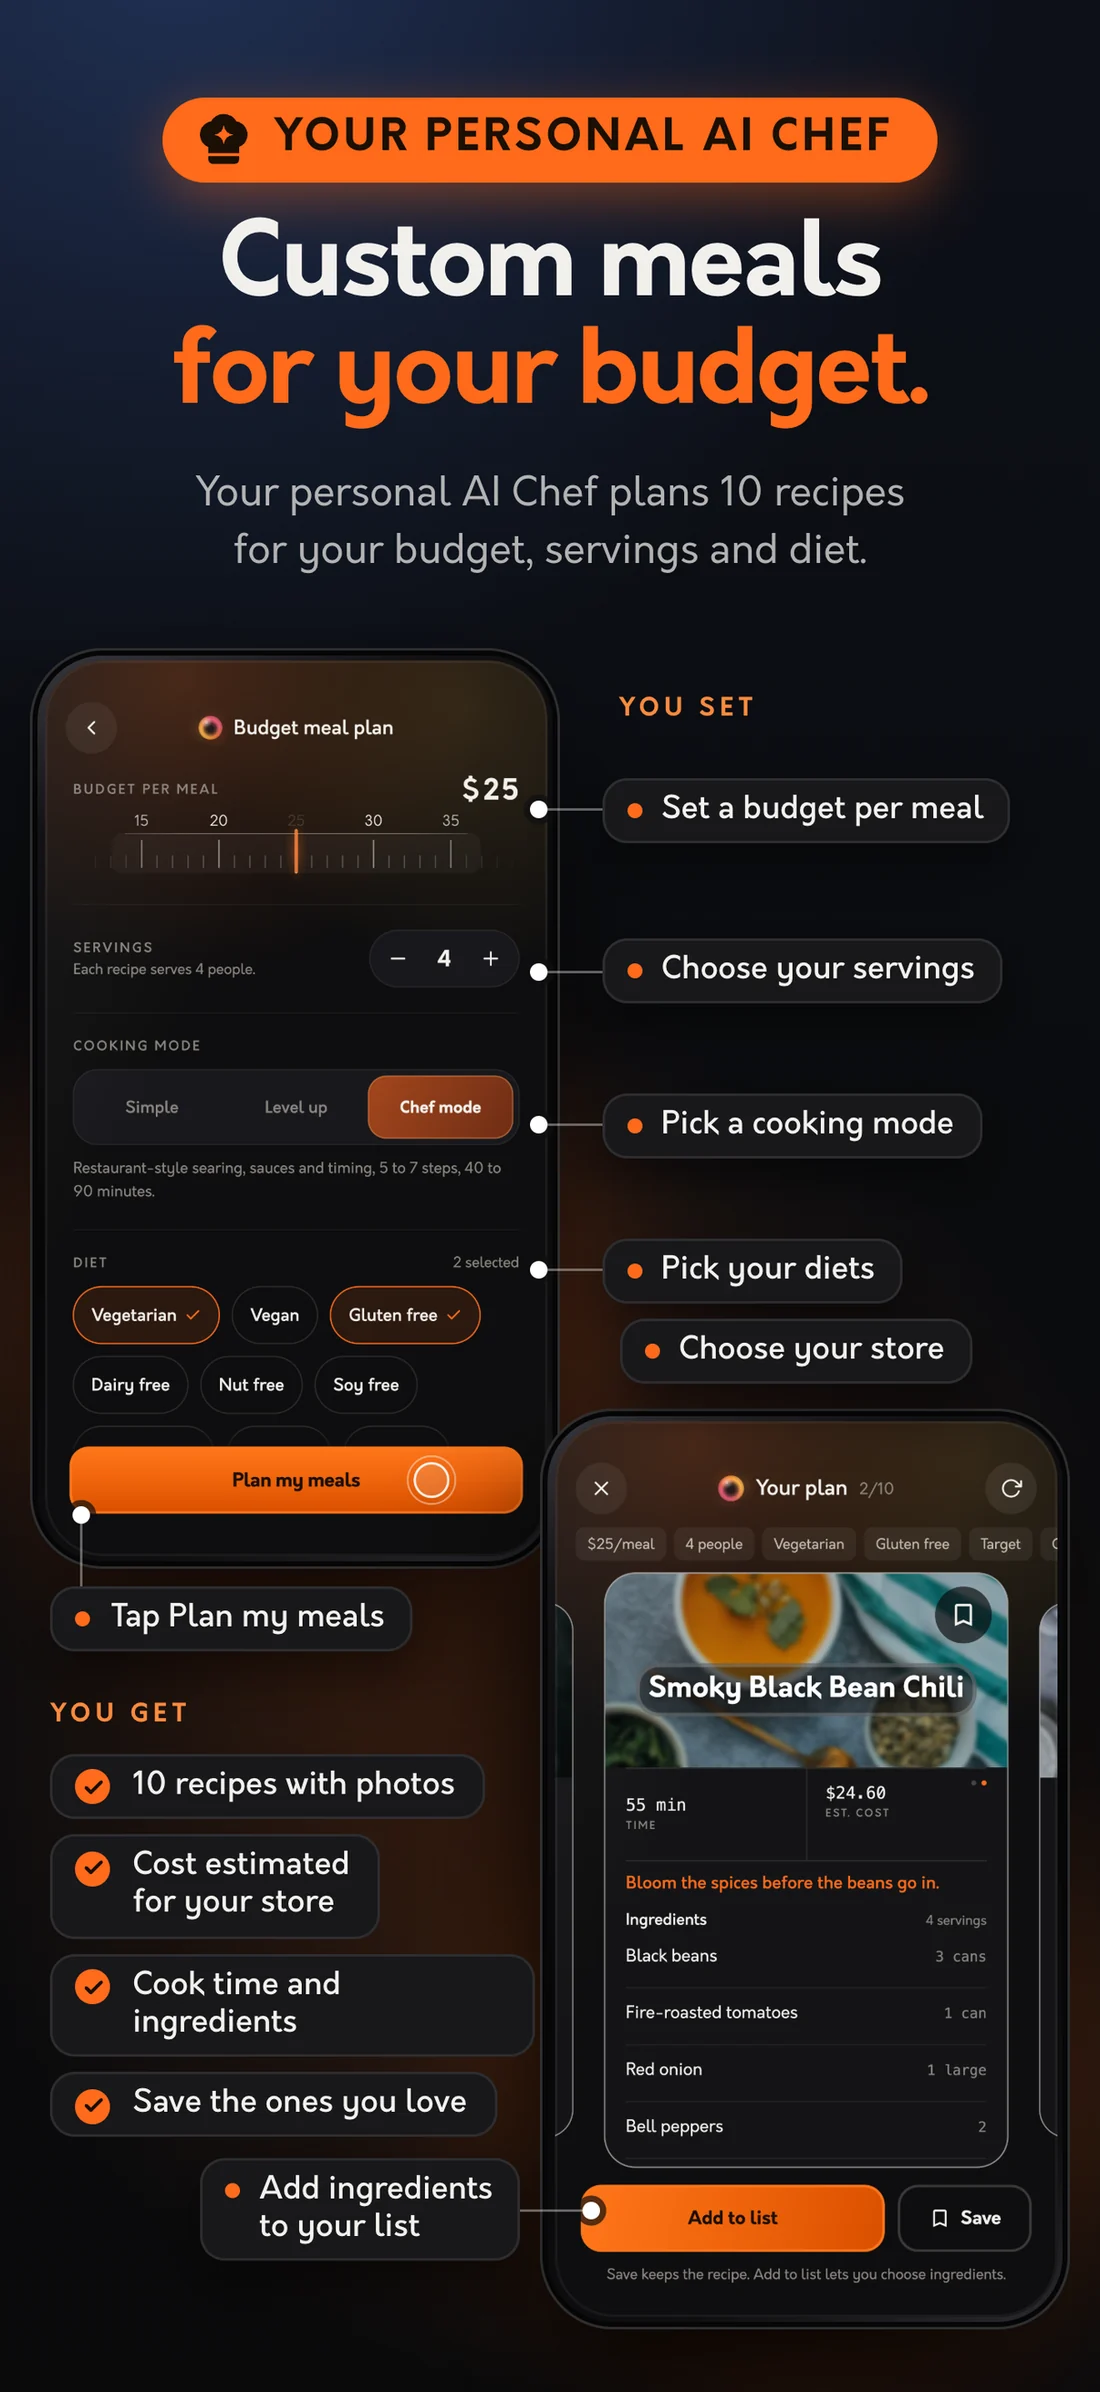 YOUR PERSONAL AI CHEF
Custom meals
for your budget.
Your personal AI Chef plans 10 recipes
for your budget, servings and diet.
Budget meal plan
BUDGET PER MEAL
$25
15 20 25 30 35
SERVINGS
Each recipe serves 4 people.
− 4 +
COOKING MODE
Simple Level up Chef mode
Restaurant-style searing, sauces and timing, 5 to 7 steps, 40 to
90 minutes.
DIET
2 selected
Vegetarian Vegan Gluten free
Dairy free Nut free Soy free
Plan my meals
YOU SET
Set a budget per meal
Choose your servings
Pick a cooking mode
Pick your diets
Choose your store
Tap Plan my meals
YOU GET
10 recipes with photos
Cost estimated
for your store
Cook time and
ingredients
Save the ones you love
Add ingredients
to your list
Your plan 2/10
$25/meal 4 people Vegetarian Gluten free Target
Smoky Black Bean Chili
55 min
TIME
$24.60
EST. COST
Bloom the spices before the beans go in.
Ingredients 4 servings
Black beans 3 cans
Fire-roasted tomatoes 1 can
Red onion 1 large
Bell peppers 2
Add to list
Save
Save keeps the recipe. Add to list lets you choose ingredients.